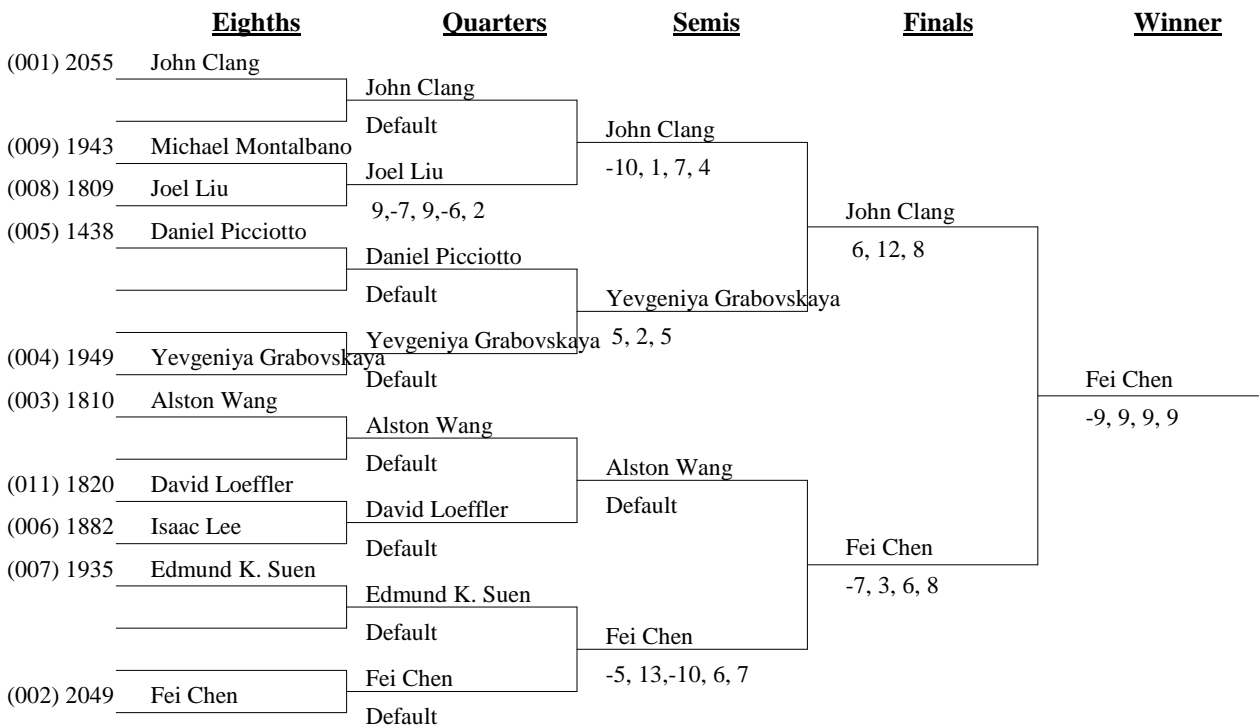 Eighths Quarters Semis Finals Winner
(001) 2055 John Clang
John Clang
Default
John Clang
-10, 1, 7, 4
(009) 1943 Michael Montalbano
(008) 1809 Joel Liu
Joel Liu
9,-7, 9,-6, 2
John Clang
6, 12, 8
(005) 1438 Daniel Picciotto
Daniel Picciotto
Default
Yevgeniya Grabovskaya
5, 2, 5
(004) 1949 Yevgeniya Grabovskaya
Yevgeniya Grabovskaya
Default
Fei Chen
-9, 9, 9, 9
(003) 1810 Alston Wang
Alston Wang
Default
Alston Wang
Default
(011) 1820 David Loeffler
(006) 1882 Isaac Lee
David Loeffler
Default
Fei Chen
-7, 3, 6, 8
(007) 1935 Edmund K. Suen
Edmund K. Suen
Default
Fei Chen
-5, 13,-10, 6, 7
(002) 2049 Fei Chen
Fei Chen
Default